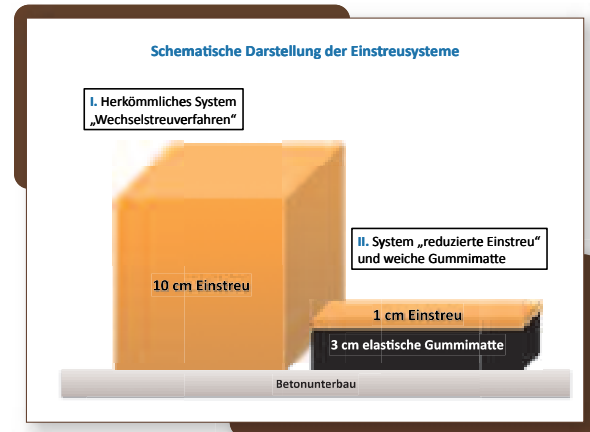 Schematische Darstellung der Einstreusysteme
I. Herkömmliches System
„Wechselstreuverfahren“
II. System „reduzierte Einstreu“
und weiche Gummimatte
10 cm Einstreu
1 cm Einstreu
3 cm elastische Gummimatte
Betonunterbau